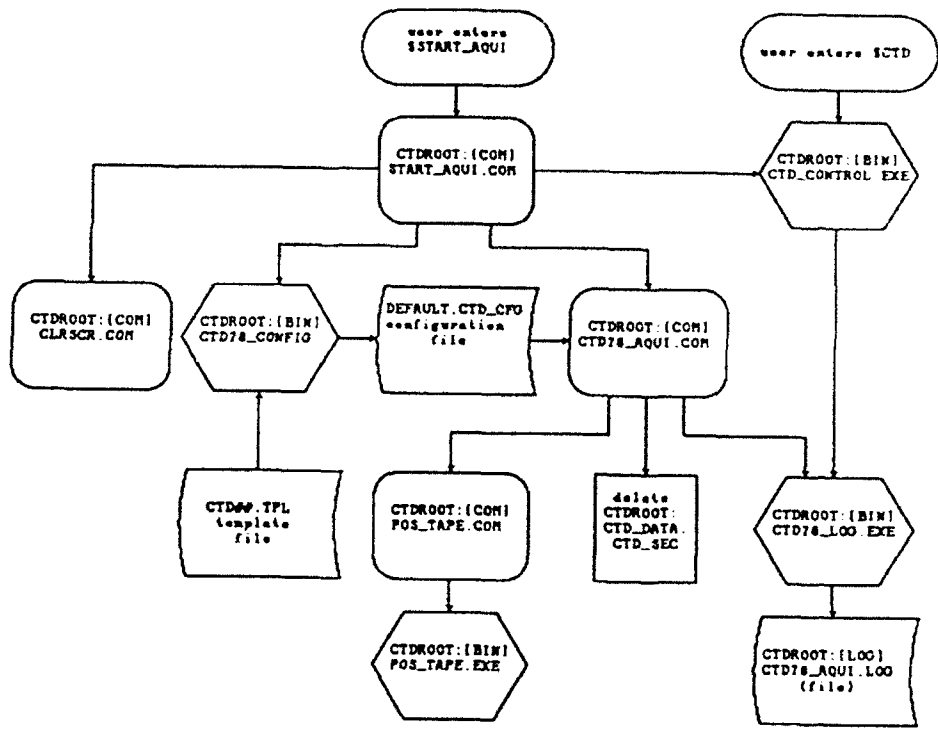 user enters
$START_AQUI
user enters $CTD
CTDROOT:[COM]
START_AQUI.COM
CTDROOT:[BIN]
CTD_CONTROL EXE
CTDROOT:[COM]
CLRSCR.COM
CTDROOT:[BIN]
CTD78_CONFIG
DEFAULT.CTD_CFG
configuration
file
CTDROOT:[COM]
CTD78_AQUI.COM
CTD##.TPL
template
file
CTDROOT:[COM]
POS_TAPE.COM
delete
CTDROOT:
CTD_DATA.
CTD_SEC
CTDROOT:[BIN]
CTD78_LOG.EXE
CTDROOT:[BIN]
POS_TAPE.EXE
CTDROOT:[LOG]
CTD78_AQUI.LOG
(file)